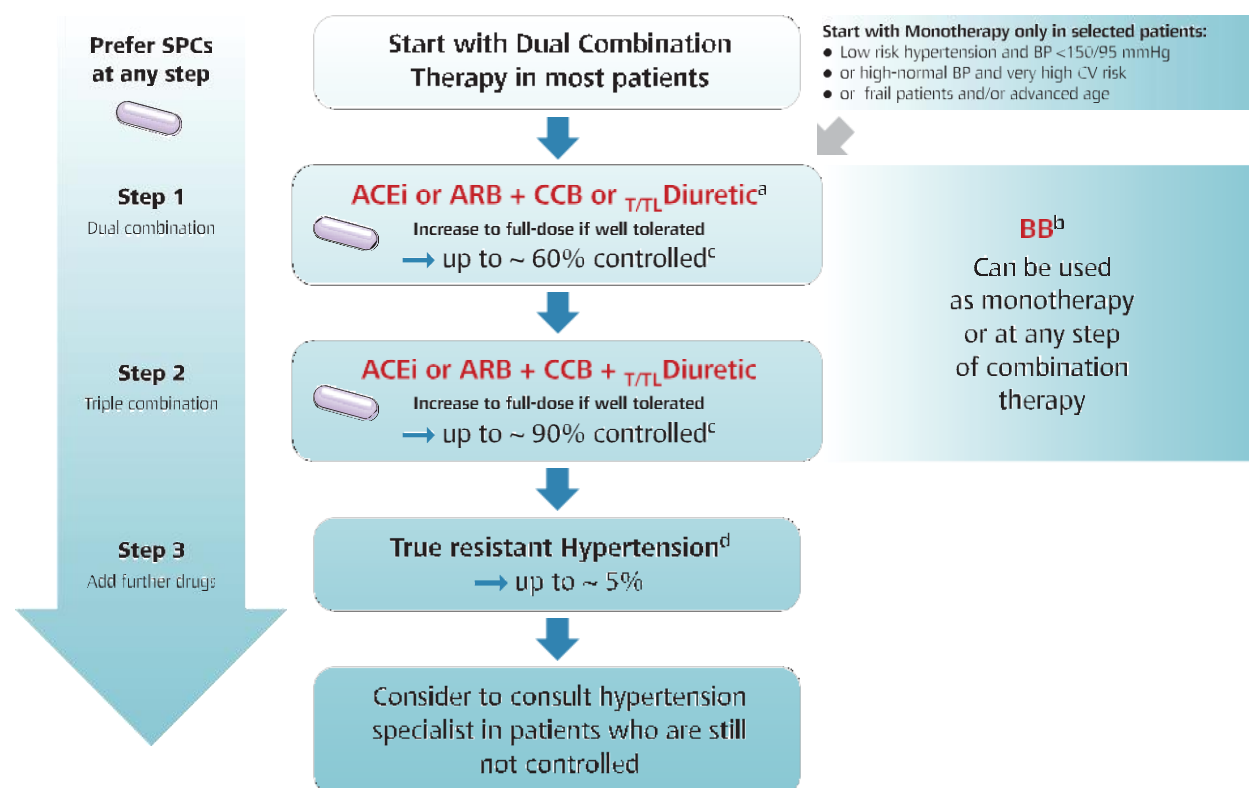 Prefer SPCs
at any step
Start with Dual Combination
Therapy in most patients
Start with Monotherapy only in selected patients:
● Low risk hypertension and BP <150/95 mmHg
● or high-normal BP and very high CV risk
● or frail patients and/or advanced age
Step 1
Dual combination
ACEi or ARB + CCB or T/TLDiuretic a
Increase to full-dose if well tolerated
→ up to ~ 60% controlled c
BB b
Can be used
as monotherapy
or at any step
of combination
therapy
Step 2
Triple combination
ACEi or ARB + CCB + T/TLDiuretic
Increase to full-dose if well tolerated
→ up to ~ 90% controlled c
Step 3
Add further drugs
True resistant Hypertension d
→ up to ~ 5%
Consider to consult hypertension
specialist in patients who are still
not controlled